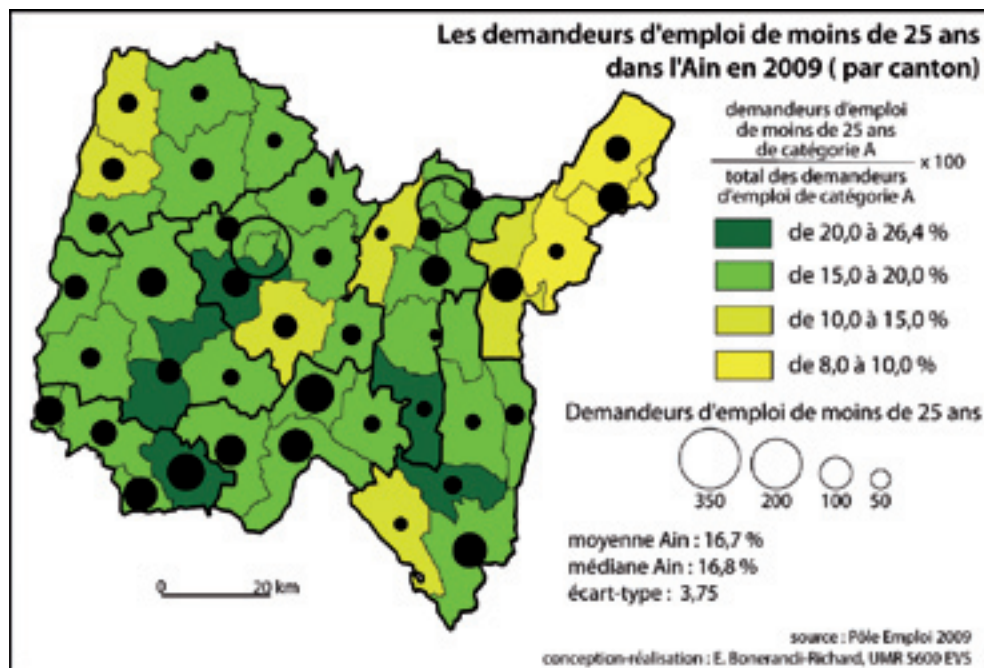 Les demandeurs d'emploi de moins de 25 ans
dans l'Ain en 2009 ( par canton)
demandeurs d'emploi
de moins de 25 ans
de catégorie A
x 100
total des demandeurs
d'emploi de catégorie A
de 20,0 à 26,4 %
de 15,0 à 20,0 %
de 10,0 à 15,0 %
de 8,0 à 10,0 %
Demandeurs d'emploi de moins de 25 ans
350 200 100 50
moyenne Ain : 16,7 %
médiane Ain : 16,8 %
écart-type : 3,75
0 20 km
source : Pôle Emploi 2009
conception-réalisation : E. Bonerandi-Richard, UMR 5600 EVS